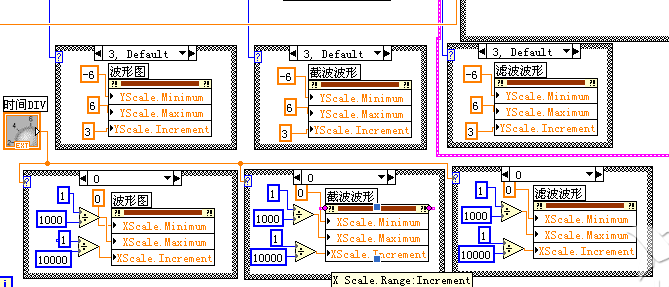 3, Default
3, Default
3, Default
波形图
截波波形
滤波波形
-6
YScale.Minimum
6
YScale.Maximum
3
YScale.Increment
-6
YScale.Minimum
6
YScale.Maximum
3
YScale.Increment
-6
YScale.Minimum
6
YScale.Maximum
3
YScale.Increment
时间DIV
2
4
6
EXT
0
0
0
1
0
波形图
1000
XScale.Minimum
1
XScale.Maximum
10000
XScale.Increment
1
0
截波波形
1000
XScale.Minimum
1
XScale.Maximum
10000
XScale.Increment
1
0
滤波波形
1000
XScale.Minimum
1
XScale.Maximum
10000
XScale.Increment
X Scale.Range:Increment
i